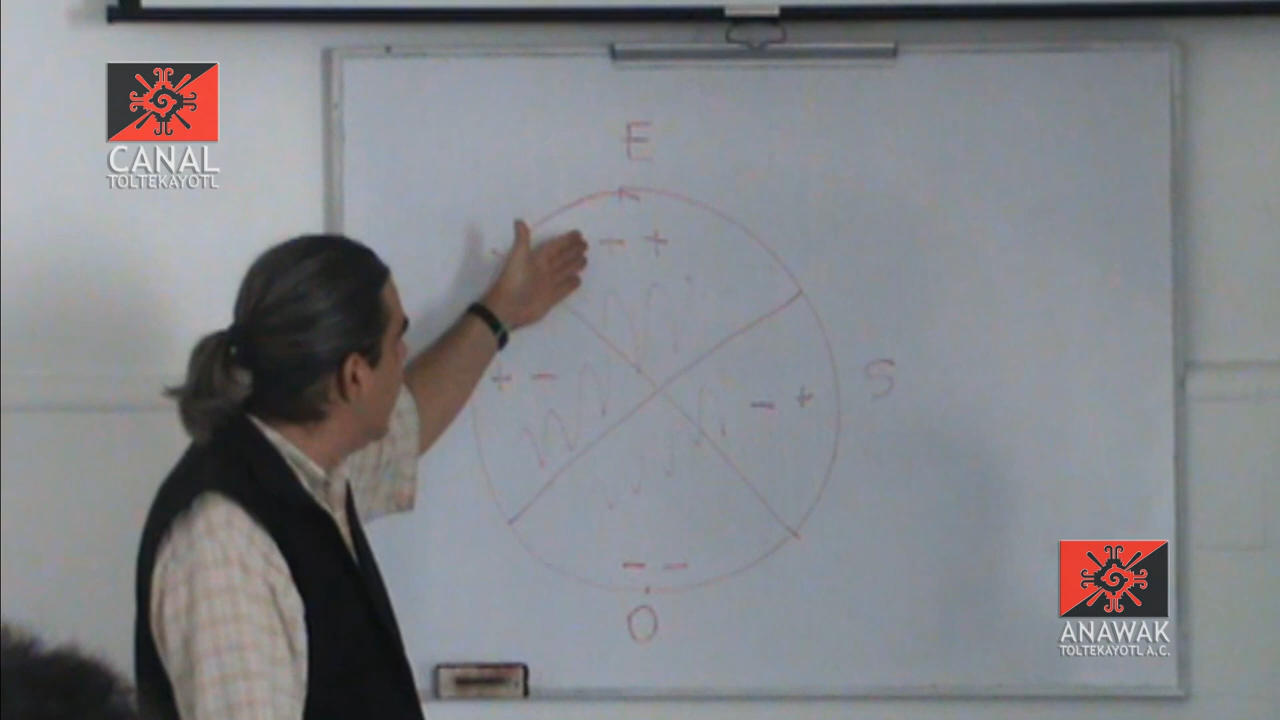 CANAL
TOLTEKAYOTL
E
- +
+ -
- +
S
- -
O
ANAWAK
TOLTEKAYOTL A.C.